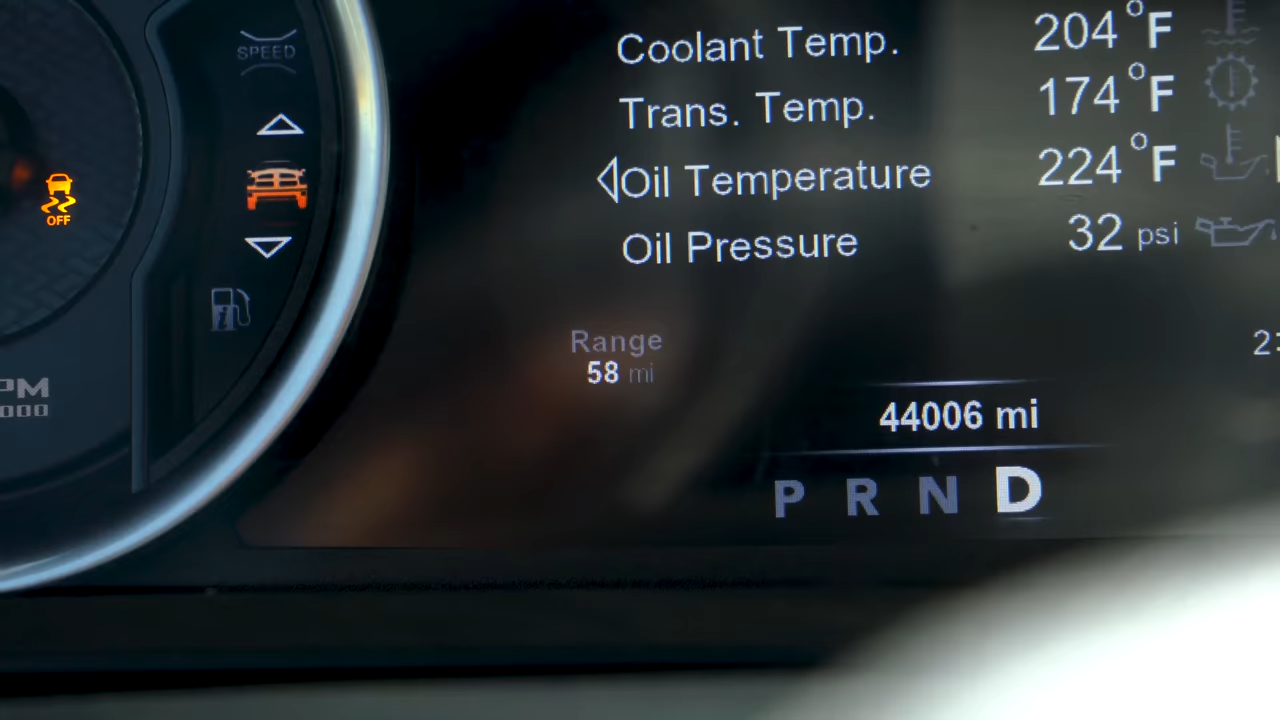 SPEED
Coolant Temp. 204°F
Trans. Temp. 174°F
Oil Temperature 224°F
Oil Pressure 32 psi
OFF
Range
58 mi
44006 mi
P R N D